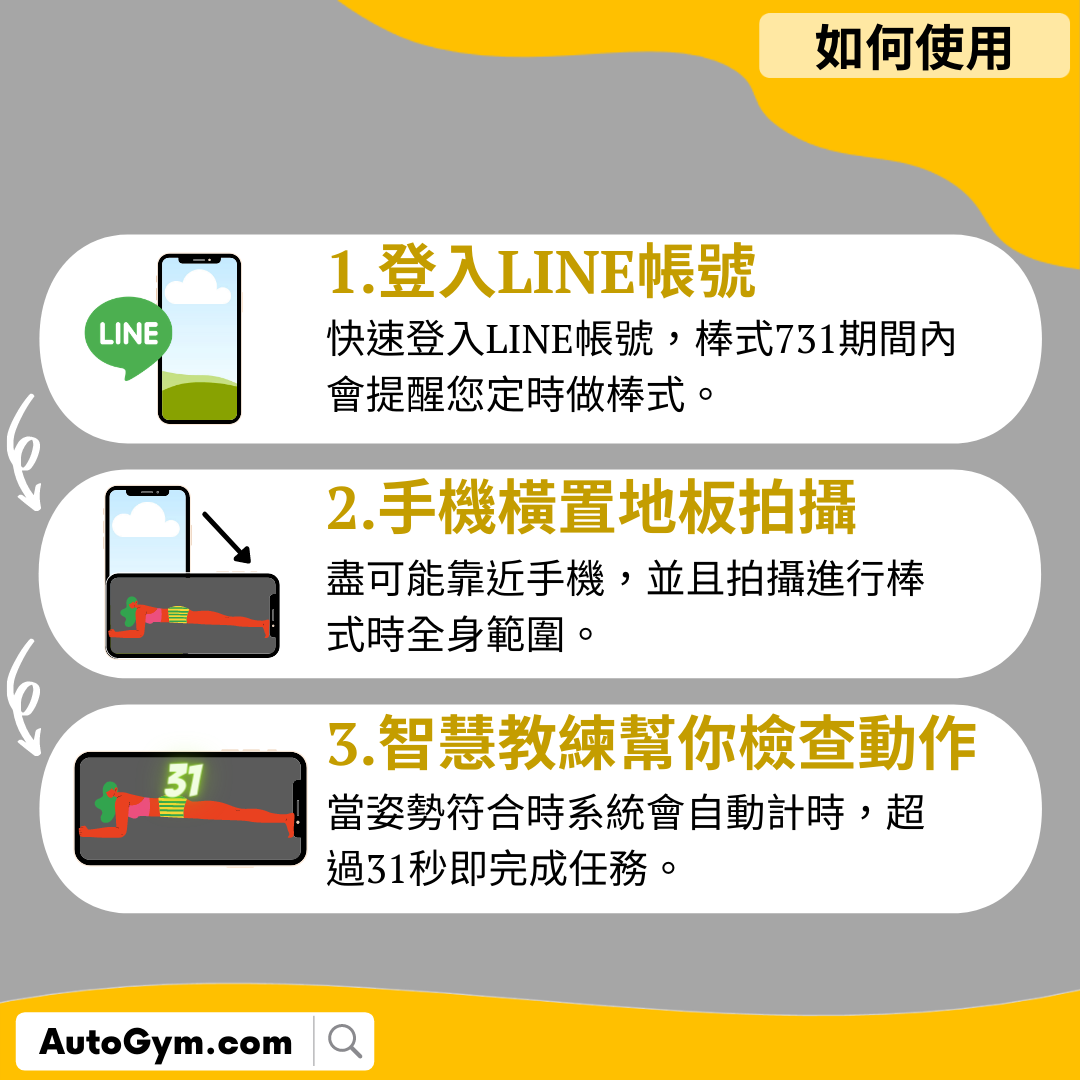 如何使用
1.登入LINE帳號
LINE
快速登入LINE帳號，棒式731期間內
會提醒您定時做棒式。
2.手機橫置地板拍攝
盡可能靠近手機，並且拍攝進行棒
式時全身範圍。
3.智慧教練幫你檢查動作
31
當姿勢符合時系統會自動計時，超
過31秒即完成任務。
AutoGym.com